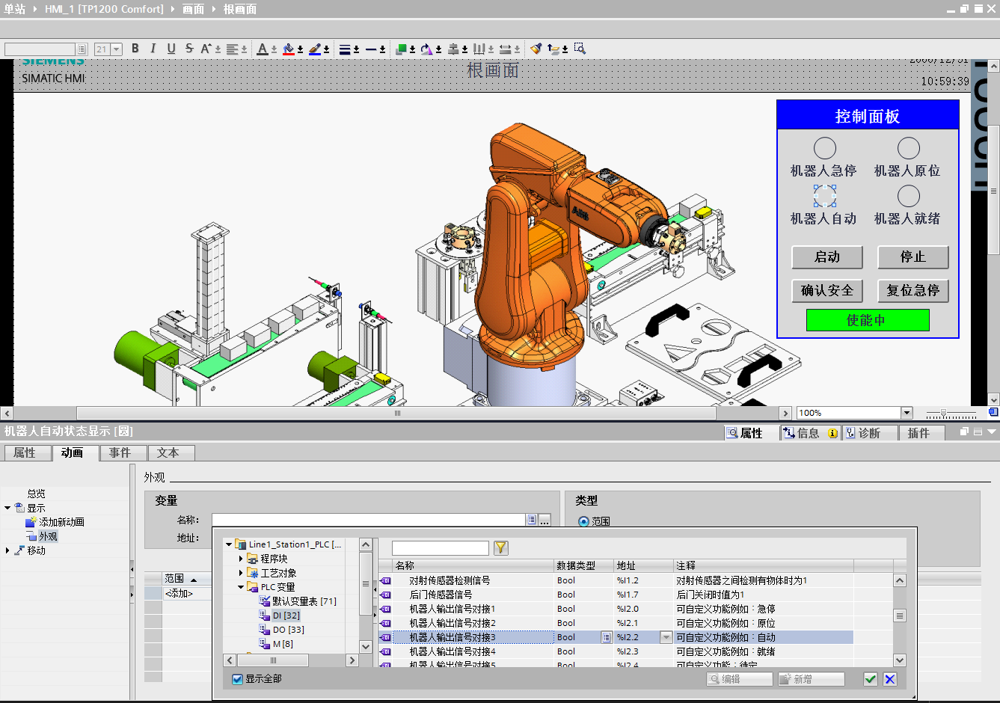 单站 HMI_1 [TP1200 Comfort] 画面 根画面
21 B I U S A A
SIEMENS
SIMATIC HMI
根画面
10:59:39
控制面板
机器人急停 机器人原位
机器人自动 机器人就绪
启动 停止
确认安全 复位急停
使能中
100%
机器人自动状态显示 [圆]
属性 信息 诊断 插件
属性 动画 事件 文本
总览
显示
添加新动画
外观
移动
外观
变量
名称:
地址:
类型
范围
范围
<添加>
Line1_Station1_PLC [...
程序块
工艺对象
PLC 变量
默认变量表 [71]
DI [32]
DO [33]
M [8]
名称 数据类型 地址 注释
对射传感器检测信号 Bool %I1.2 对射传感器之间检测有物体时为1
后门传感器信号 Bool %I1.7 后门关闭时值为1
机器人输出信号对接1 Bool %I2.0 可自定义功能例如：急停
机器人输出信号对接2 Bool %I2.1 可自定义功能例如：原位
机器人输出信号对接3 Bool %I2.2 可自定义功能例如：自动
机器人输出信号对接4 Bool %I2.3 可自定义功能例如：就绪
机器人输出信号对接5 Bool %I2.4 可自定义功能：待定
显示全部
编辑 新增